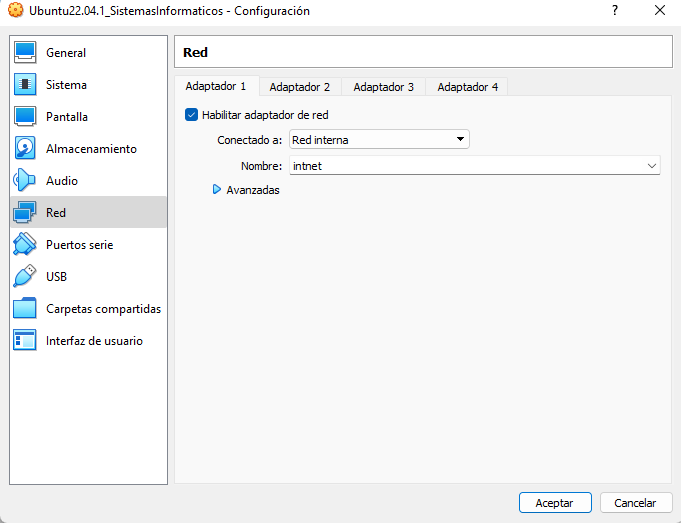 Ubuntu22.04.1_SistemasInformaticos - Configuración
?
General
Sistema
Pantalla
Almacenamiento
Audio
Red
Puertos serie
USB
Carpetas compartidas
Interfaz de usuario
Red
Adaptador 1 Adaptador 2 Adaptador 3 Adaptador 4
Habilitar adaptador de red
Conectado a: Red interna
Nombre: intnet
Avanzadas
Aceptar Cancelar